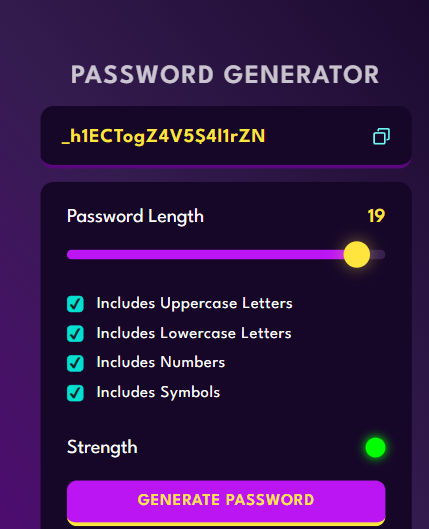 PASSWORD GENERATOR
_h1ECTogZ4V5$4l1rZN
Password Length 19
Includes Uppercase Letters
Includes Lowercase Letters
Includes Numbers
Includes Symbols
Strength
GENERATE PASSWORD